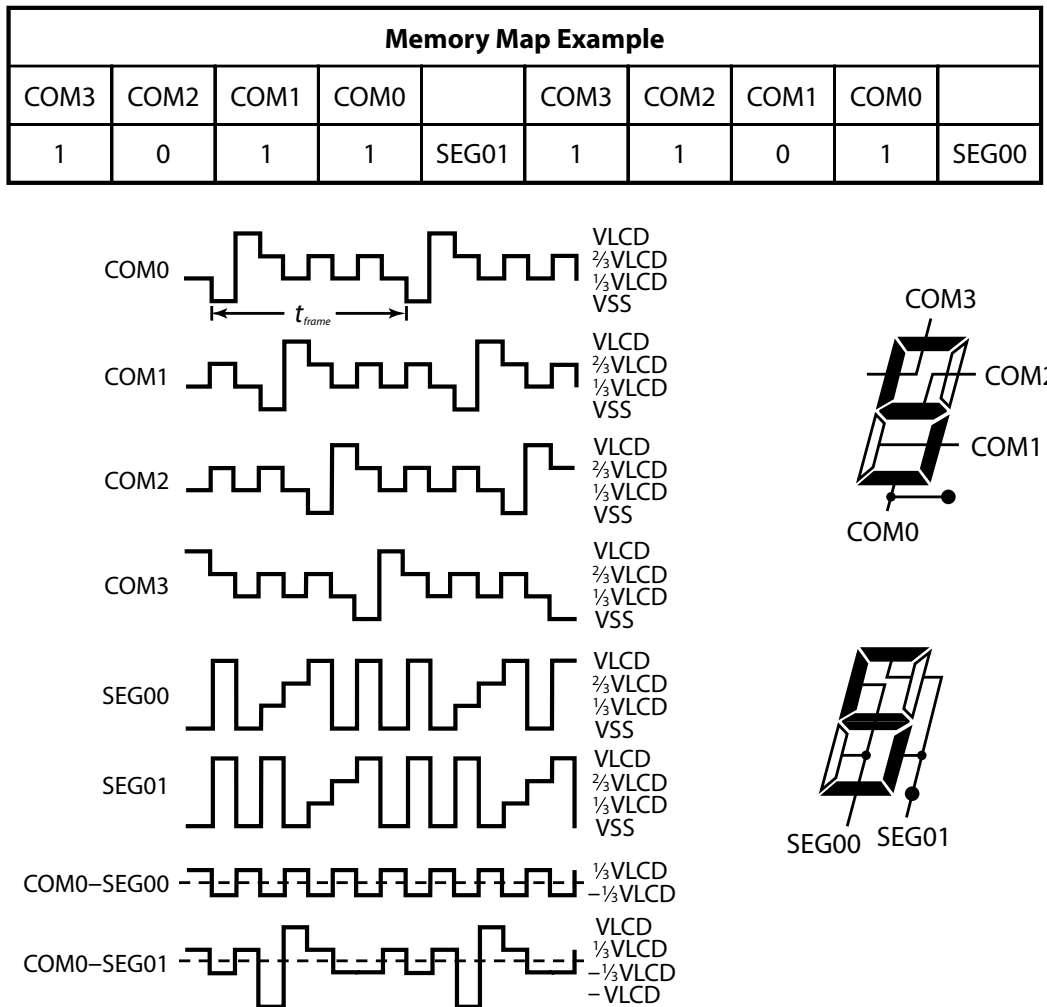 Memory Map Example
COM3 COM2 COM1 COM0 COM3 COM2 COM1 COM0
1 0 1 1 SEG01 1 1 0 1 SEG00
COM0
VLCD
⅔VLCD
⅓VLCD
VSS
t frame
COM1
VLCD
⅔VLCD
⅓VLCD
VSS
COM2
VLCD
⅔VLCD
⅓VLCD
VSS
COM3
VLCD
⅔VLCD
⅓VLCD
VSS
SEG00
VLCD
⅔VLCD
⅓VLCD
VSS
SEG01
VLCD
⅔VLCD
⅓VLCD
VSS
COM0–SEG00
⅓VLCD
–⅓VLCD
COM0–SEG01
VLCD
⅓VLCD
–⅓VLCD
–VLCD
COM3
COM2
COM1
COM0
SEG00 SEG01